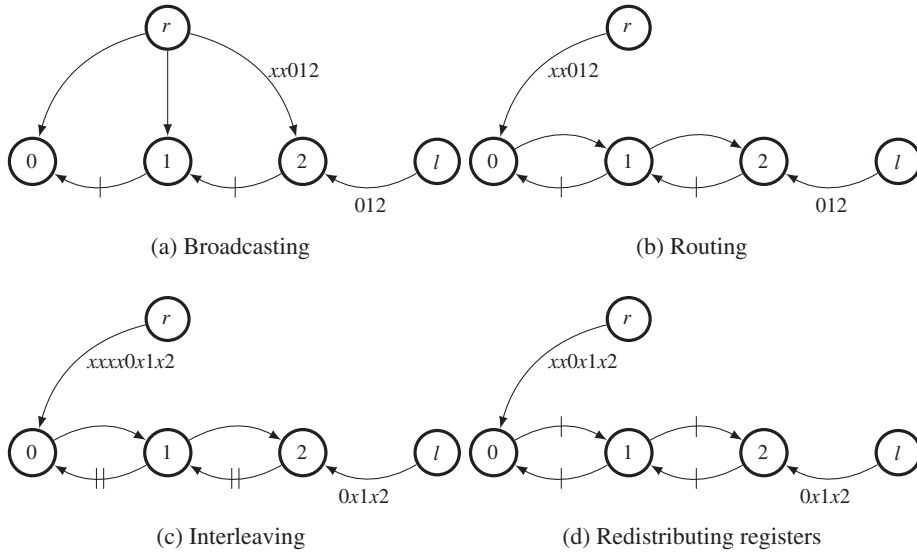 r
r
xx012
xx012
0
1
2
l
0
1
2
l
012
012
(a) Broadcasting
(b) Routing
r
r
xxxx0x1x2
xx0x1x2
0
1
2
l
0
1
2
l
0x1x2
0x1x2
(c) Interleaving
(d) Redistributing registers